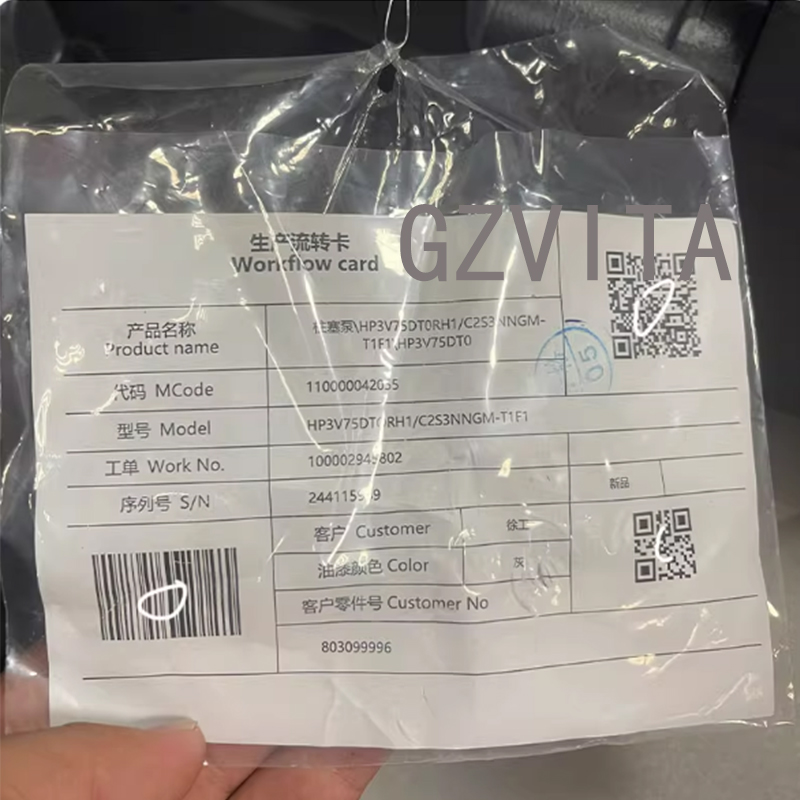 GZVITA
生产流转卡
Workflow card
产品名称
Product name
柱塞泵\HP3V75DT0RH1/C2S3NNGM-
T1F1\HP3V75DT0
代码 MCode
110000042035
型号 Model
HP3V75DT0RH1/C2S3NNGM-T1F1
工单 Work No.
序列号 S/N
新品
客户 Customer
徐工
油漆颜色 Color
灰
客户零件号 Customer No
803099996
05